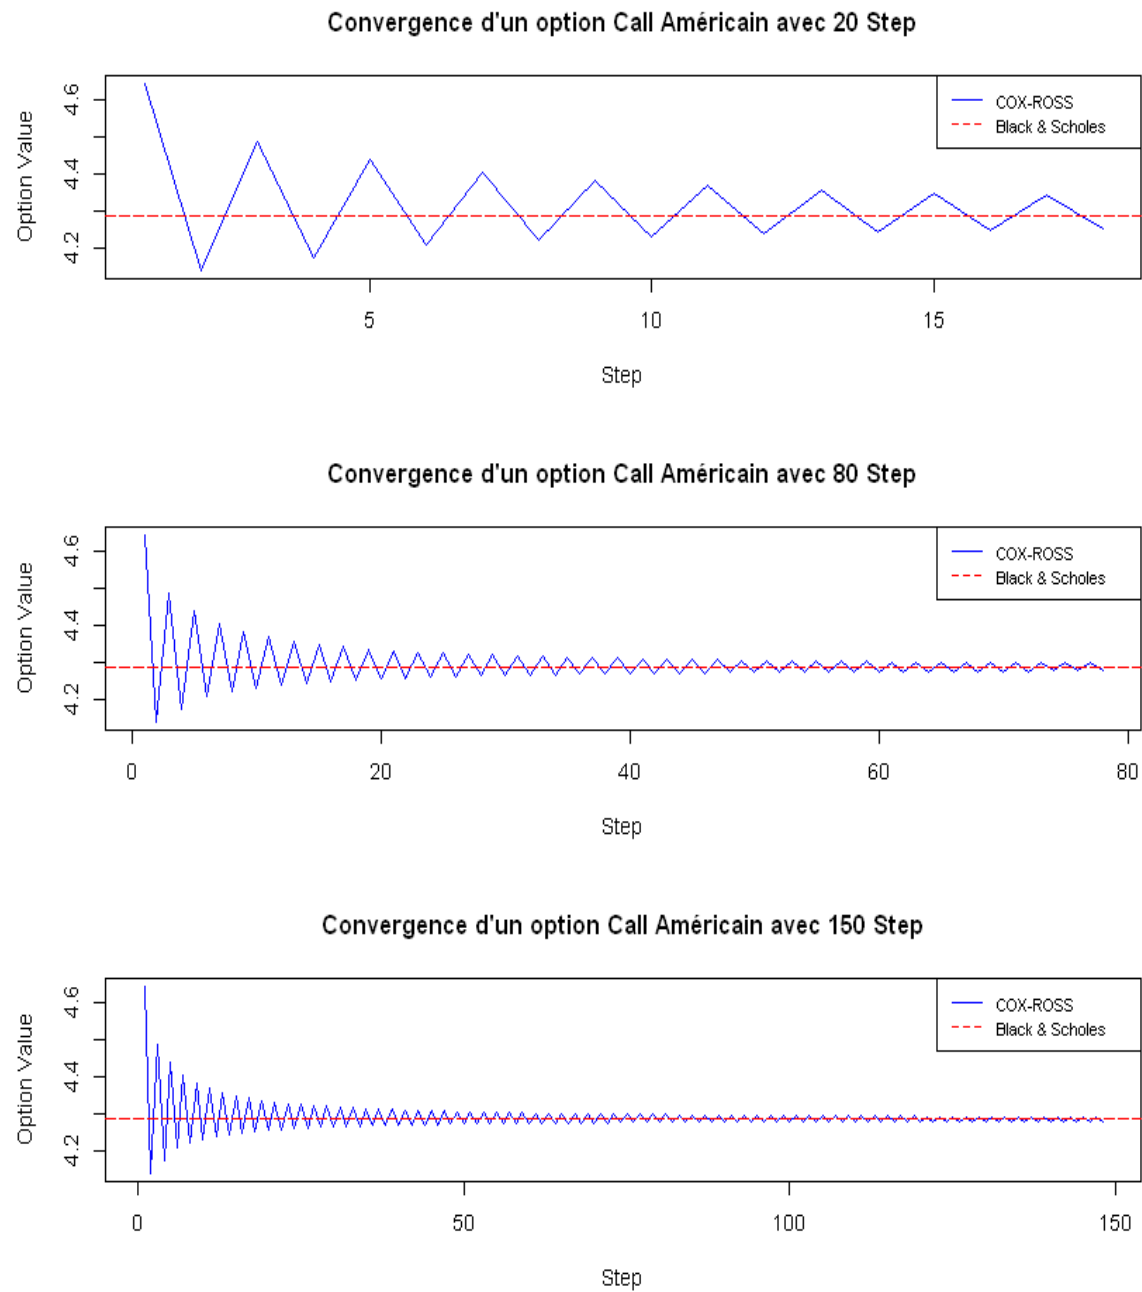 Convergence d'un option Call Américain avec 20 Step
Option Value
4.6
4.4
4.2
COX-ROSS
Black & Scholes
5 10 15
Step
Convergence d'un option Call Américain avec 80 Step
Option Value
4.6
4.4
4.2
COX-ROSS
Black & Scholes
0 20 40 60 80
Step
Convergence d'un option Call Américain avec 150 Step
Option Value
4.6
4.4
4.2
COX-ROSS
Black & Scholes
0 50 100 150
Step